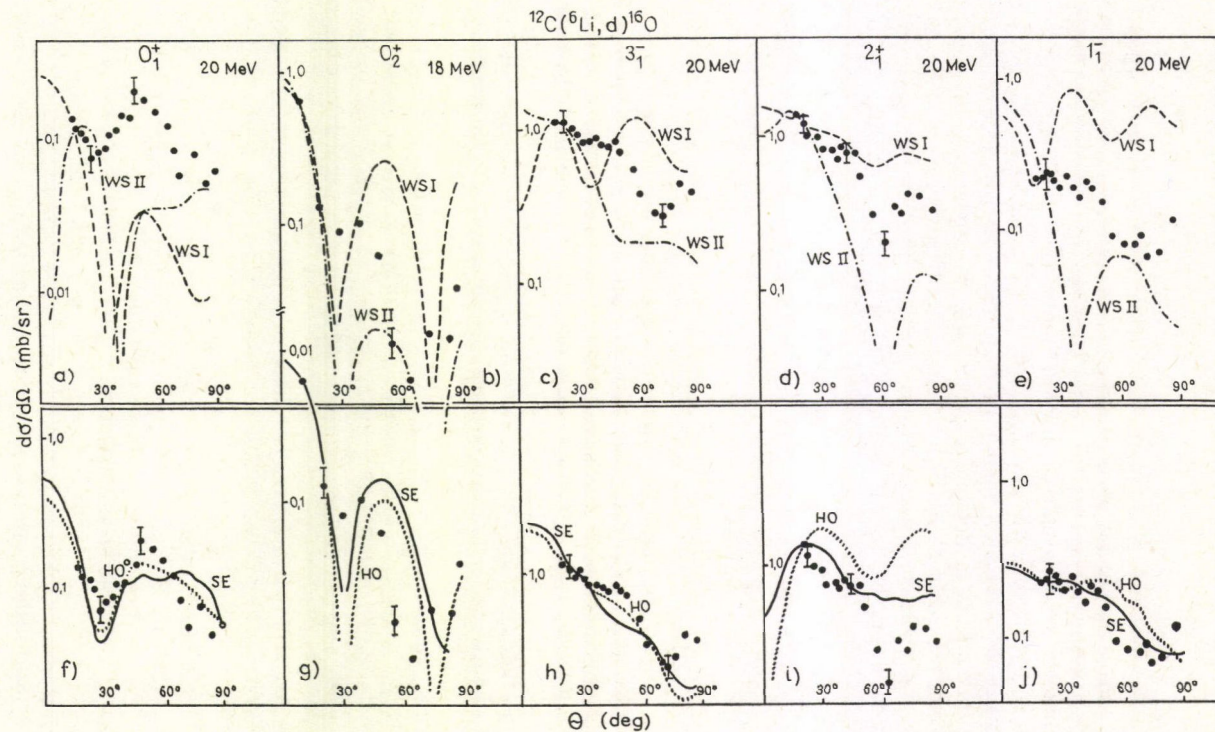 ¹²C(⁶Li,d)¹⁶O
0₁⁺ 20 MeV
0₂⁺ 18 MeV
3₁⁻ 20 MeV
2₁⁺ 20 MeV
1₁⁻ 20 MeV
dσ/dΩ (mb/sr)
0,1
0,01
WS II
WS I
a)
30° 60° 90°
1,0
0,1
0,01
WS I
WS II
b)
30° 60° 90°
1,0
0,1
WS I
WS II
c)
30° 60° 90°
1,0
0,1
WS I
WS II
d)
30° 60° 90°
1,0
0,1
WS I
WS II
e)
30° 60° 90°
1,0
0,1
HO
SE
f)
30° 60° 90°
0,1
SE
HO
g)
30° 60° 90°
1,0
SE
HO
h)
30° 60° 90°
1,0
HO
SE
i)
30° 60° 90°
1,0
0,1
HO
SE
j)
30° 60° 90°
Θ (deg)